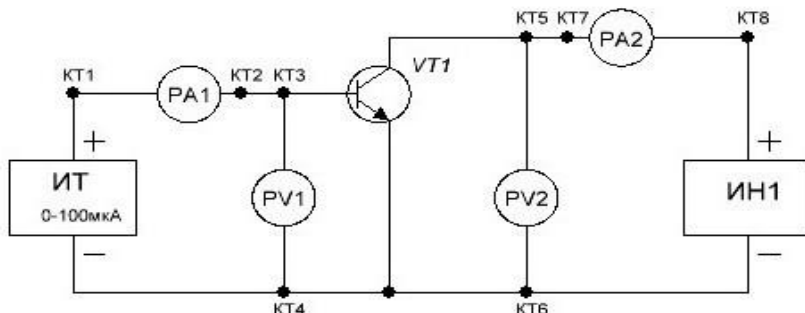 КТ5 КТ7 КТ8
PA2
VT1
КТ1 КТ2 КТ3
PA1
+ +
ИТ
0-100мкА
PV1 PV2 ИН1
— —
КТ4 КТ6